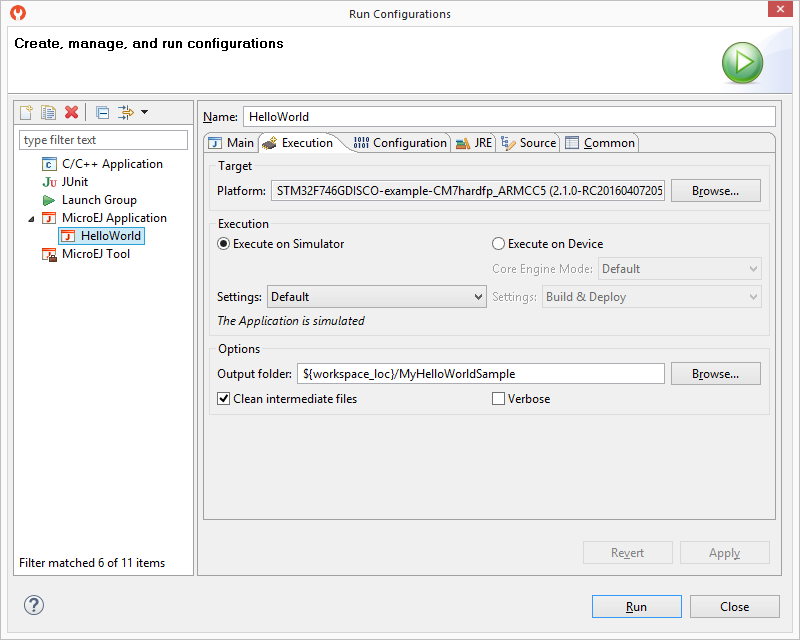 Run Configurations
Create, manage, and run configurations
type filter text
C/C++ Application
JUnit
Launch Group
MicroEJ Application
HelloWorld
MicroEJ Tool
Filter matched 6 of 11 items
Name: HelloWorld
Main Execution Configuration JRE Source Common
Target
Platform: STM32F746GDISCO-example-CM7hardfp_ARMCC5 (2.1.0-RC20160407205 Browse...
Execution
Execute on Simulator Execute on Device
Core Engine Mode: Default
Settings: Default Settings: Build & Deploy
The Application is simulated
Options
Output folder: ${workspace_loc}/MyHelloWorldSample Browse...
Clean intermediate files Verbose
Revert Apply
? Run Close